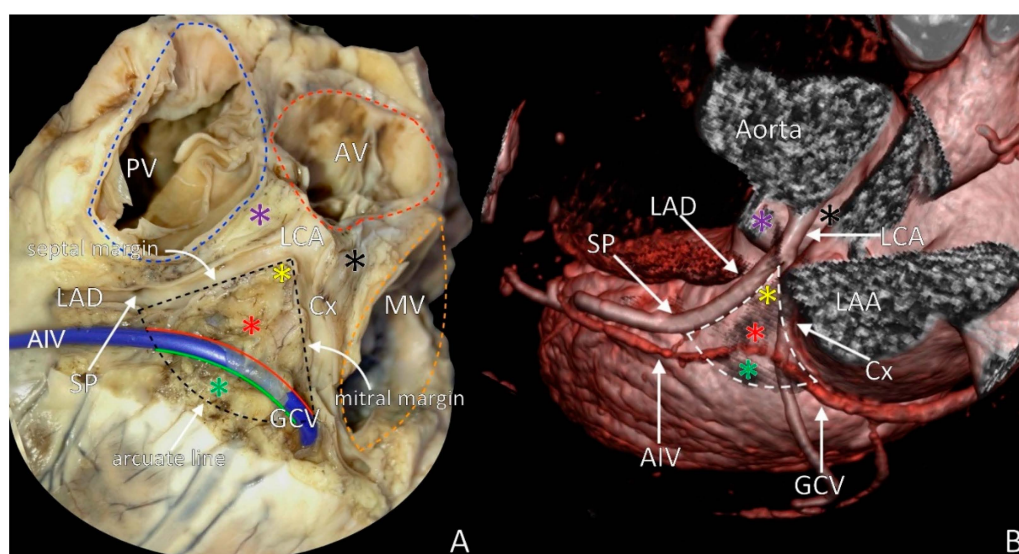 PV
AV
septal margin
LCA
LAD
Cx
MV
AIV
SP
mitral margin
GCV
arcuate line
A
Aorta
LAD
SP
LCA
LAA
Cx
AIV
GCV
B